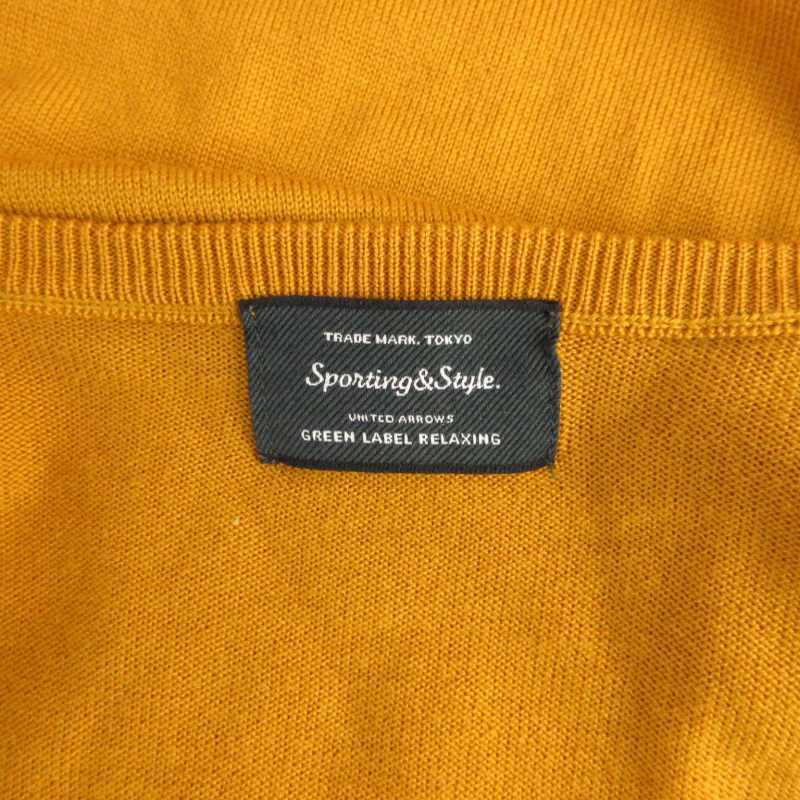 TRADE MARK. TOKYO
Sporting&Style.
UNITED ARROWS
GREEN LABEL RELAXING